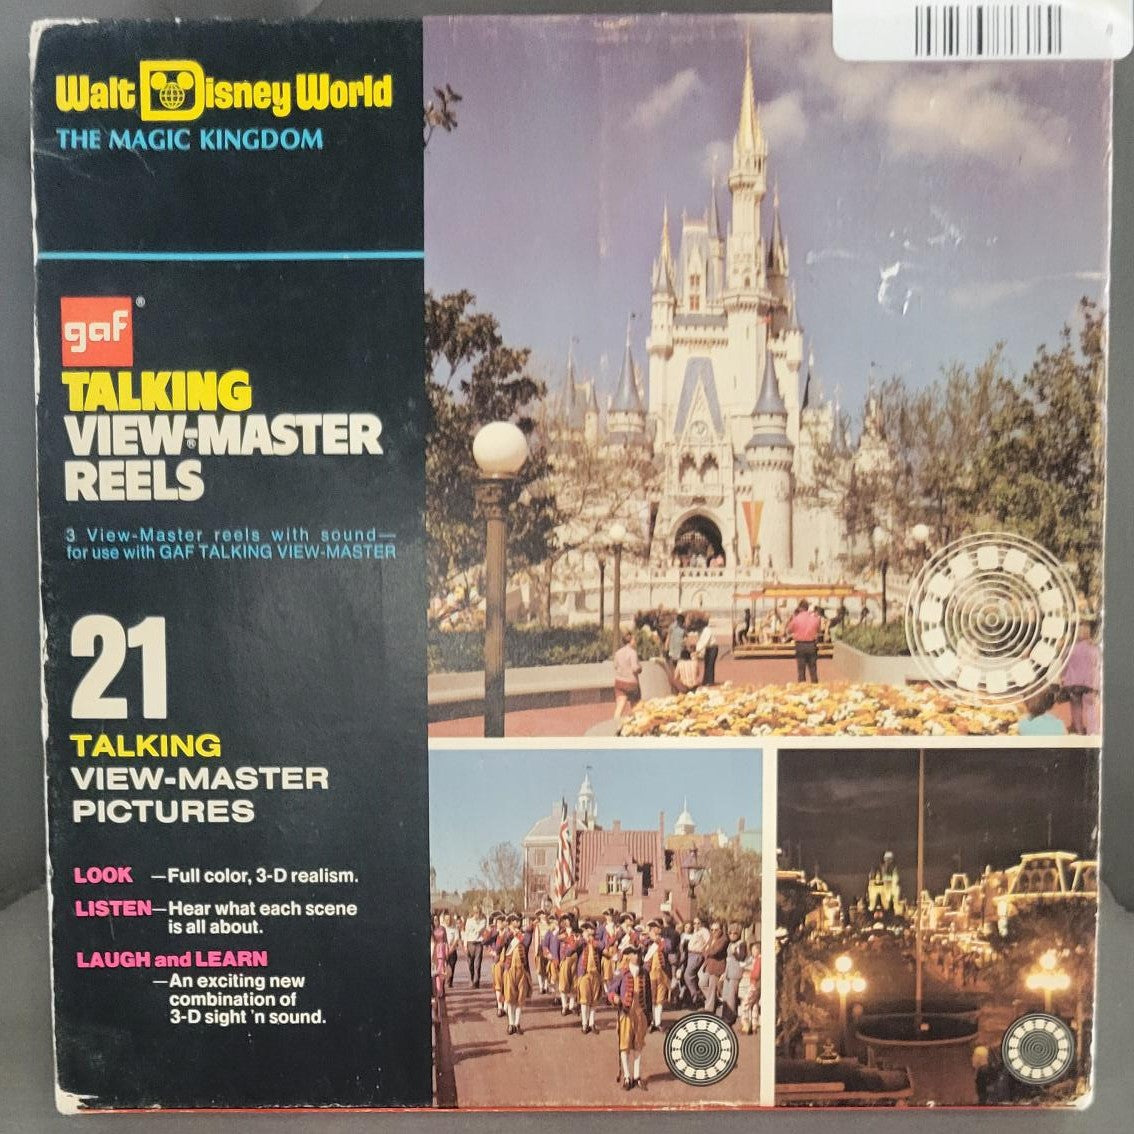 Walt Disney World
THE MAGIC KINGDOM
gaf®
TALKING
VIEW-MASTER®
REELS
3 View-Master reels with sound—
for use with GAF TALKING VIEW-MASTER
21
TALKING
VIEW-MASTER
PICTURES
LOOK —Full color, 3-D realism.
LISTEN—Hear what each scene
is all about.
LAUGH and LEARN
—An exciting new
combination of
3-D sight 'n sound.